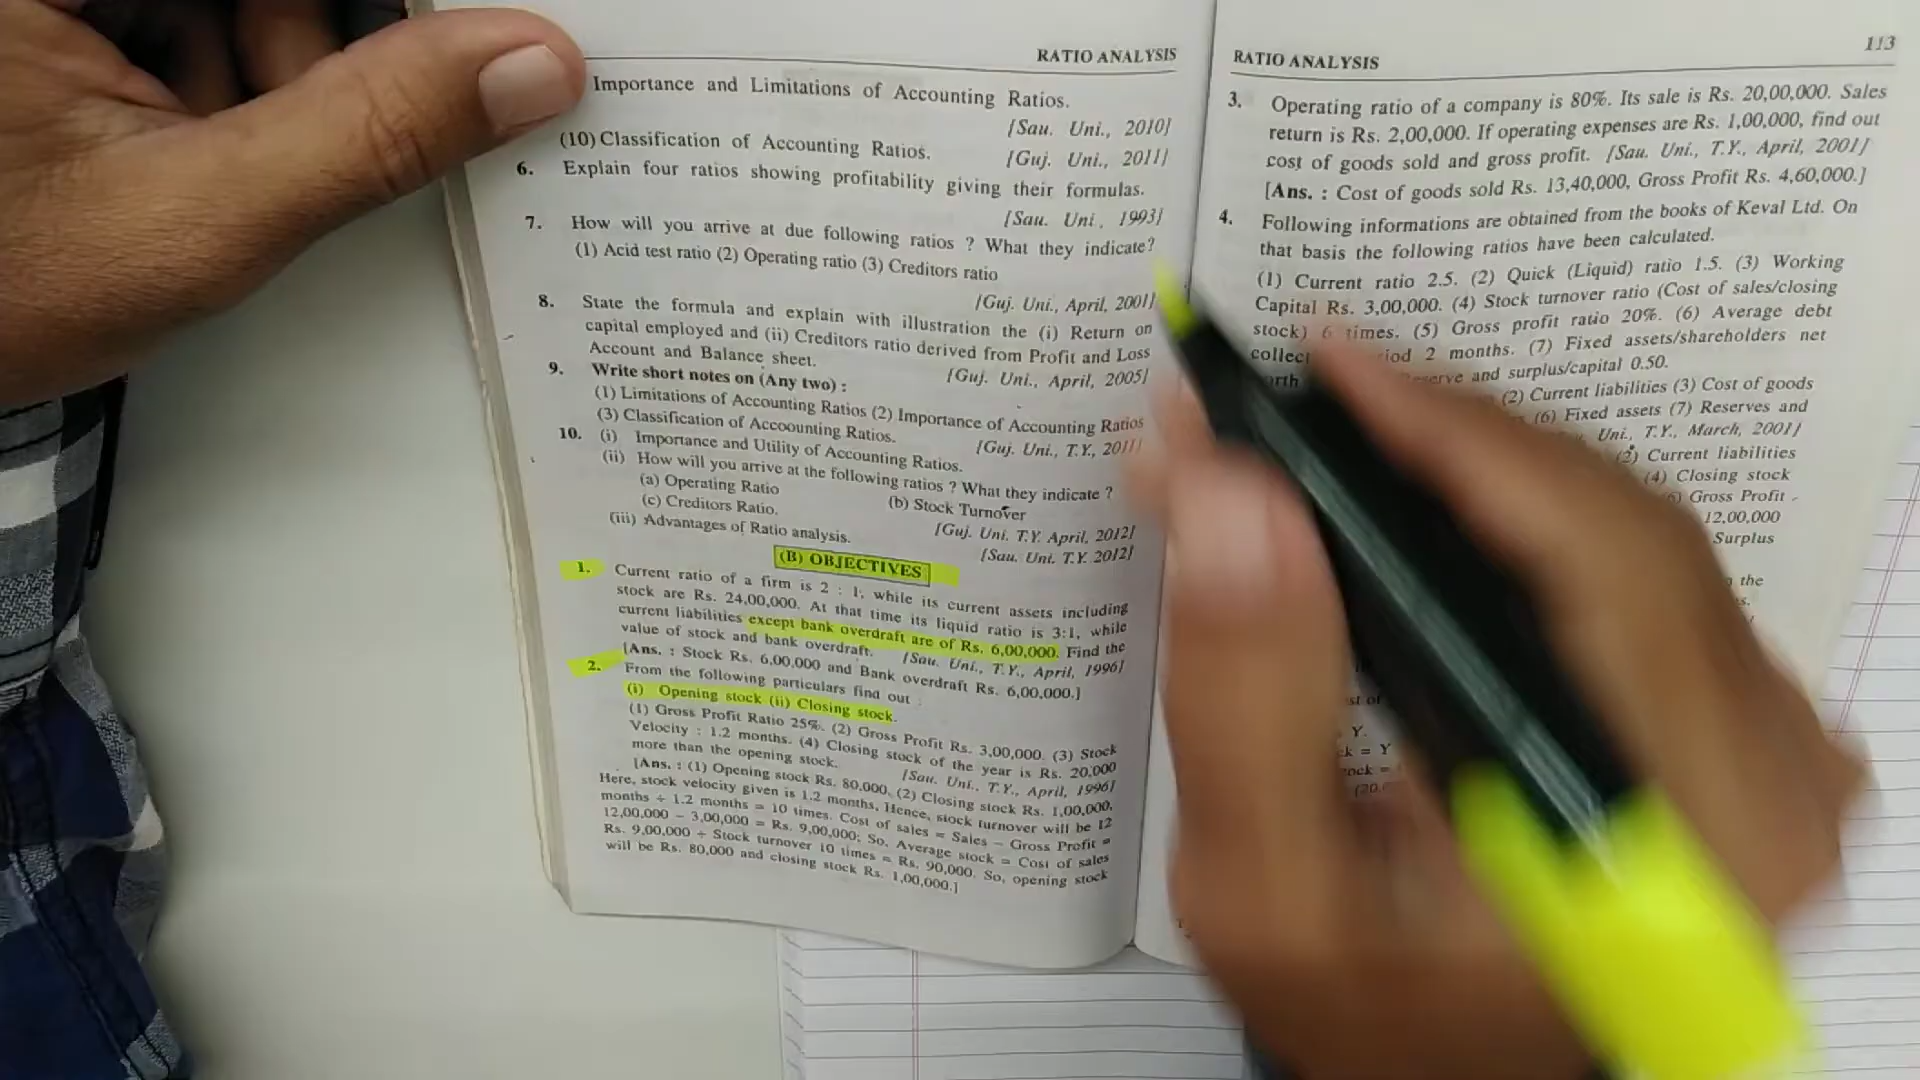 RATIO ANALYSIS
Importance and Limitations of Accounting Ratios.
[Sau. Uni., 2010]
(10) Classification of Accounting Ratios.
[Guj. Uni., 2011]
6. Explain four ratios showing profitability giving their formulas.
[Sau. Uni, 1993]
7. How will you arrive at due following ratios ? What they indicate?
(1) Acid test ratio (2) Operating ratio (3) Creditors ratio
[Guj. Uni., April, 2001]
8. State the formula and explain with illustration the (i) Return on
capital employed and (ii) Creditors ratio derived from Profit and Loss
Account and Balance sheet.
[Guj. Uni., April, 2005]
9. Write short notes on (Any two) :
(1) Limitations of Accounting Ratios (2) Importance of Accounting Ratios
(3) Classification of Accoounting Ratios.
[Guj. Uni., T.Y., 2011]
10. (i) Importance and Utility of Accounting Ratios.
(ii) How will you arrive at the following ratios ? What they indicate ?
(a) Operating Ratio (b) Stock Turnover
(c) Creditors Ratio.
[Guj. Uni. T.Y. April, 2012]
(iii) Advantages of Ratio analysis.
[Sau. Uni. T.Y. 2012]
(B) OBJECTIVES
1. Current ratio of a firm is 2 : 1, while its current assets including
stock are Rs. 24,00,000. At that time its liquid ratio is 3:1, while
current liabilities except bank overdraft are of Rs. 6,00,000. Find the
value of stock and bank overdraft. [Sau. Uni., T.Y., April, 1996]
[Ans. : Stock Rs. 6,00,000 and Bank overdraft Rs. 6,00,000.]
2. From the following particulars find out :
(i) Opening stock (ii) Closing stock.
(1) Gross Profit Ratio 25%. (2) Gross Profit Rs. 3,00,000. (3) Stock
Velocity : 1.2 months. (4) Closing stock of the year is Rs. 20,000
more than the opening stock. [Sau. Uni., T.Y., April, 1996]
[Ans. : (1) Opening stock Rs. 80,000, (2) Closing stock Rs. 1,00,000.
Here, stock velocity given is 1.2 months, Hence, stock turnover will be 12
months ÷ 1.2 months = 10 times. Cost of sales = Sales − Gross Profit =
12,00,000 − 3,00,000 = Rs. 9,00,000; So, Average stock = Cost of sales
Rs. 9,00,000 ÷ Stock turnover 10 times = Rs. 90,000. So, opening stock
will be Rs. 80,000 and closing stock Rs. 1,00,000.]
RATIO ANALYSIS 113
3. Operating ratio of a company is 80%. Its sale is Rs. 20,00,000. Sales
return is Rs. 2,00,000. If operating expenses are Rs. 1,00,000, find out
cost of goods sold and gross profit. [Sau. Uni., T.Y., April, 2001]
[Ans. : Cost of goods sold Rs. 13,40,000, Gross Profit Rs. 4,60,000.]
4. Following informations are obtained from the books of Keval Ltd. On
that basis the following ratios have been calculated.
(1) Current ratio 2.5. (2) Quick (Liquid) ratio 1.5. (3) Working
Capital Rs. 3,00,000. (4) Stock turnover ratio (Cost of sales/closing
stock) 6 times. (5) Gross profit ratio 20%. (6) Average debt
2 months. (7) Fixed assets/shareholders net
and surplus/capital 0.50.
(2) Current liabilities (3) Cost of goods
(6) Fixed assets (7) Reserves and
Uni., T.Y., March, 2001]
(2) Current liabilities
(4) Closing stock
Gross Profit
12,00,000
Surplus
the
Y.
= Y